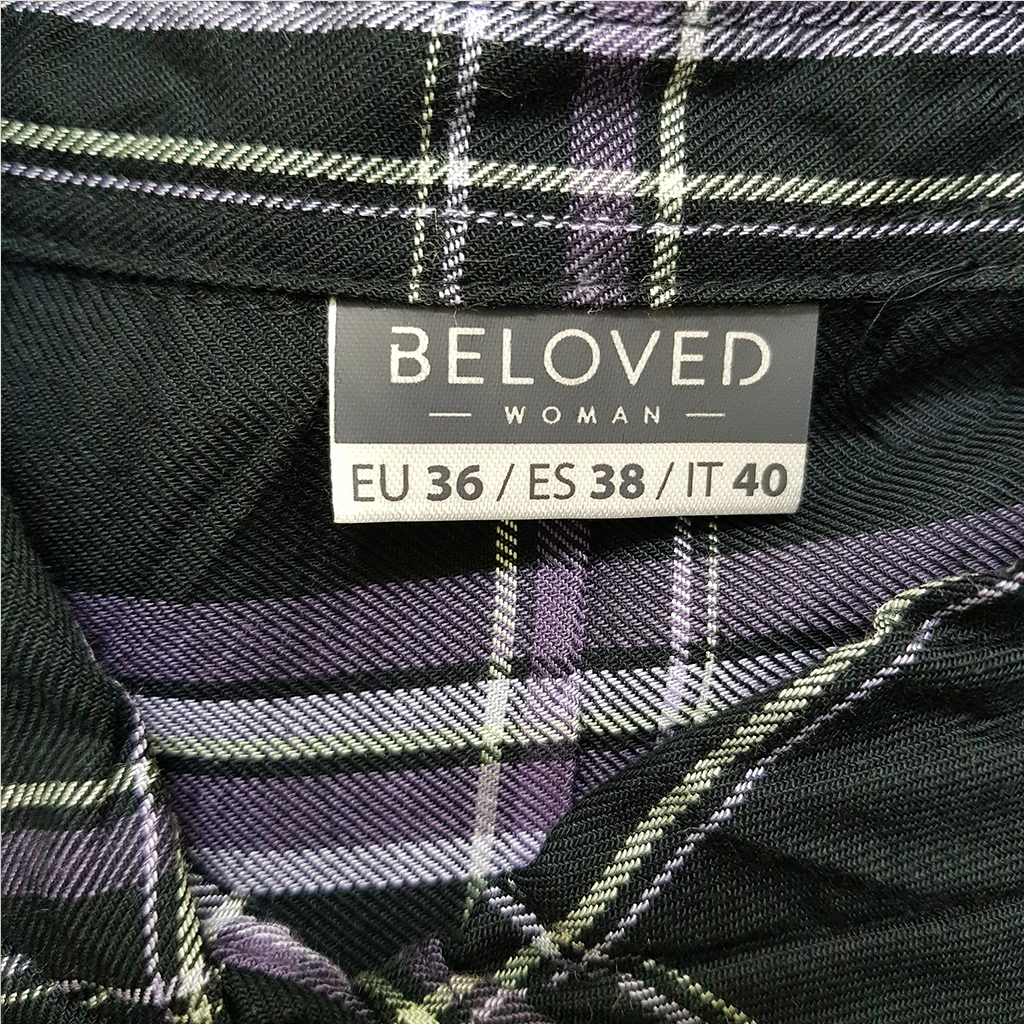 BELOVED
WOMAN
EU 36 / ES 38 / IT 40